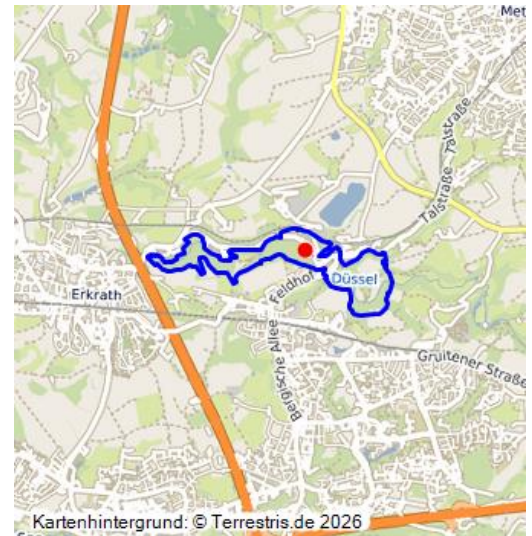 Met
Talstraße - Talstraße
Düssel
Feldhof
Erkrath
Bergische Allee
Gruitener Straße
Kartenhintergrund: © Terrestris.de 2026